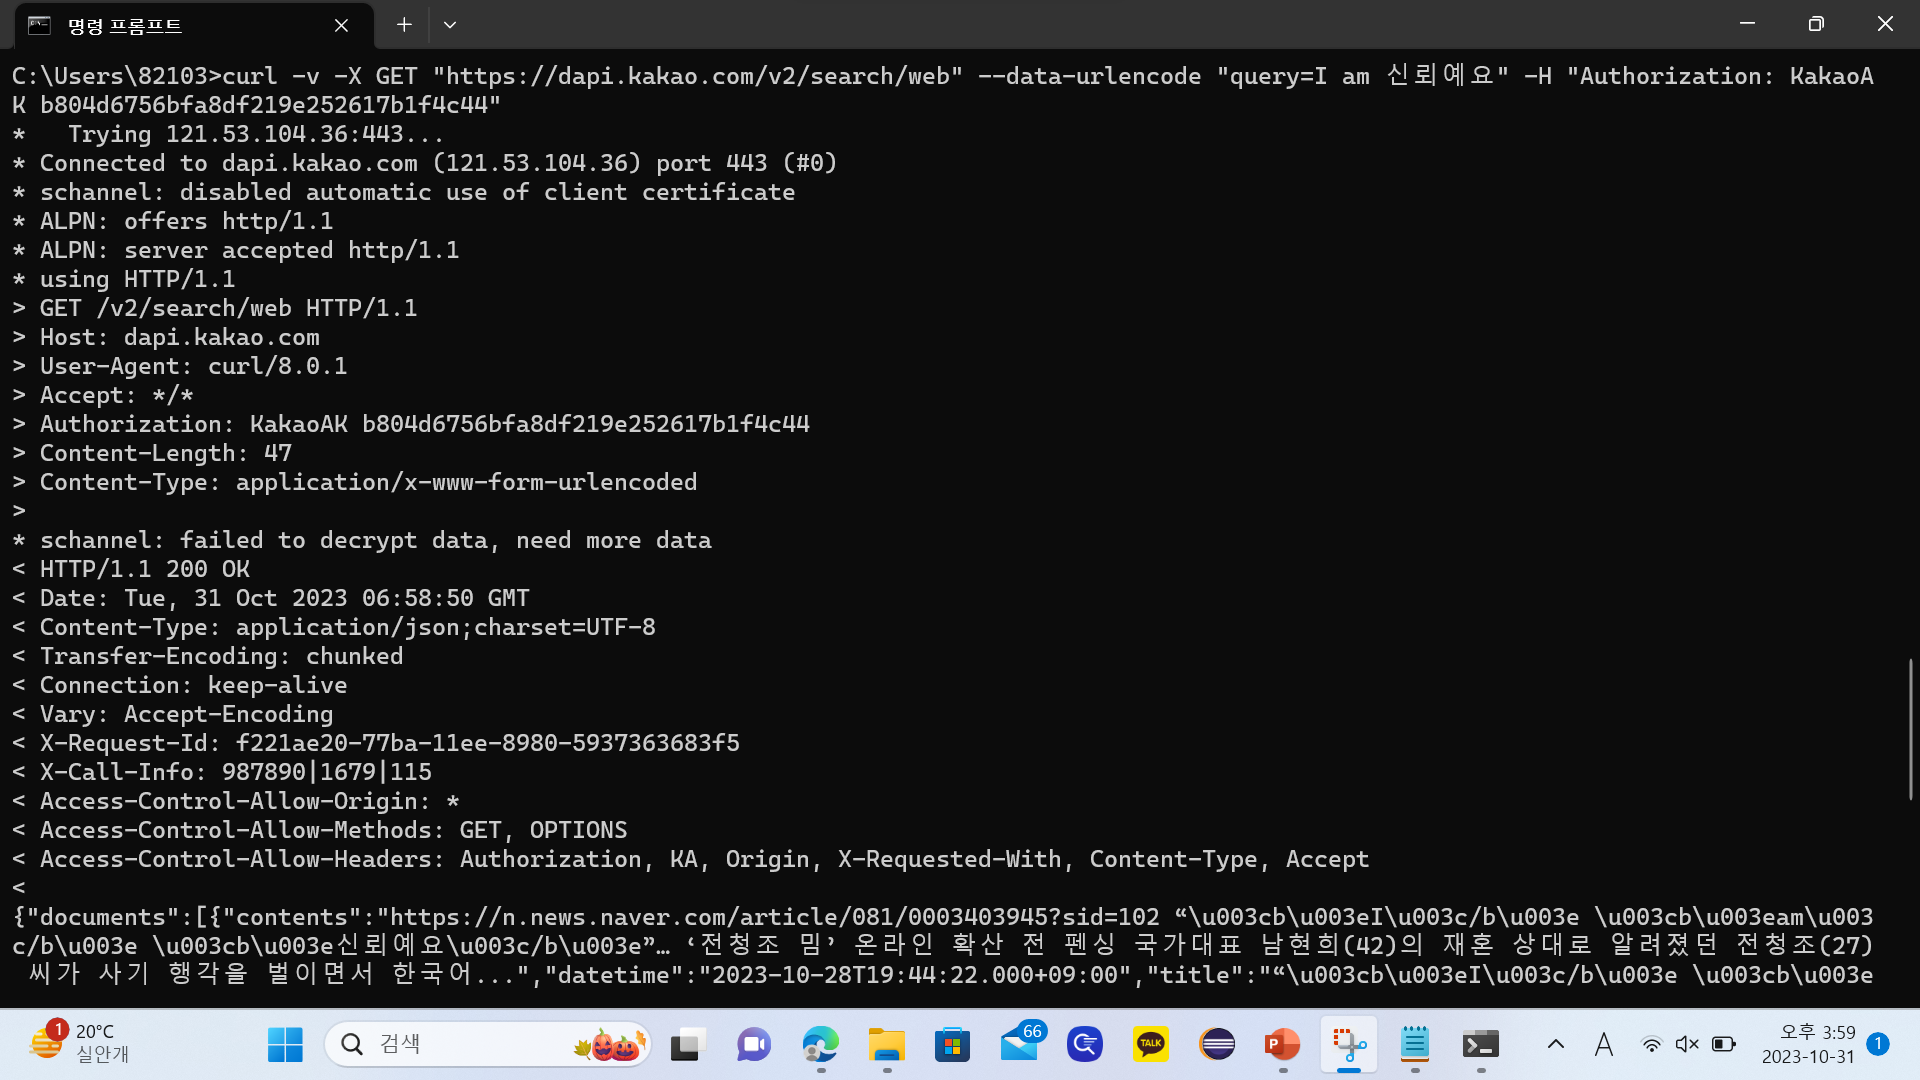 명령 프롬프트
C:\Users\82103>curl -v -X GET "https://dapi.kakao.com/v2/search/web" --data-urlencode "query=I am 신뢰예요" -H "Authorization: KakaoA
K b804d6756bfa8df219e252617b1f4c44"
*   Trying 121.53.104.36:443...
* Connected to dapi.kakao.com (121.53.104.36) port 443 (#0)
* schannel: disabled automatic use of client certificate
* ALPN: offers http/1.1
* ALPN: server accepted http/1.1
* using HTTP/1.1
> GET /v2/search/web HTTP/1.1
> Host: dapi.kakao.com
> User-Agent: curl/8.0.1
> Accept: */*
> Authorization: KakaoAK b804d6756bfa8df219e252617b1f4c44
> Content-Length: 47
> Content-Type: application/x-www-form-urlencoded
>
* schannel: failed to decrypt data, need more data
< HTTP/1.1 200 OK
< Date: Tue, 31 Oct 2023 06:58:50 GMT
< Content-Type: application/json;charset=UTF-8
< Transfer-Encoding: chunked
< Connection: keep-alive
< Vary: Accept-Encoding
< X-Request-Id: f221ae20-77ba-11ee-8980-5937363683f5
< X-Call-Info: 987890|1679|115
< Access-Control-Allow-Origin: *
< Access-Control-Allow-Methods: GET, OPTIONS
< Access-Control-Allow-Headers: Authorization, KA, Origin, X-Requested-With, Content-Type, Accept
<
{"documents":[{"contents":"https://n.news.naver.com/article/081/0003403945?sid=102 “\u003cb\u003eI\u003c/b\u003e \u003cb\u003eam\u003
c/b\u003e \u003cb\u003e신뢰예요\u003c/b\u003e”… ‘전청조 밈’ 온라인 확산 전 펜싱 국가대표 남현희(42)의 재혼 상대로 알려졌던 전청조(27)
씨가 사기 행각을 벌이면서 한국어...","datetime":"2023-10-28T19:44:22.000+09:00","title":"“\u003cb\u003eI\u003c/b\u003e \u003cb\u003e
1
20°C
실안개
검색
66
TALK
P
A
오후 3:59
2023-10-31
1